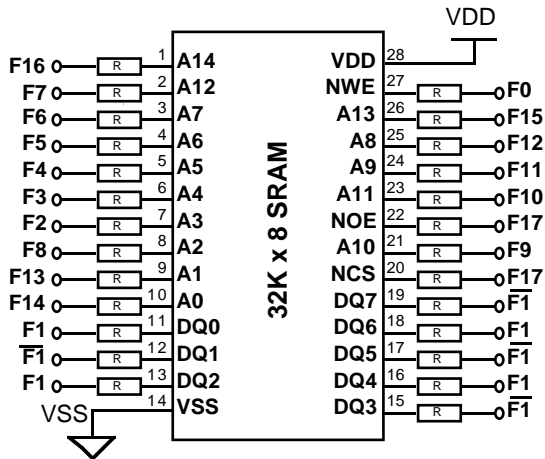 VDD
F16 R 1 A14 VDD 28
F7 R 2 A12 NWE 27 R F0
F6 R 3 A7 A13 26 R F15
F5 R 4 A6 A8 25 R F12
F4 R 5 A5 A9 24 R F11
F3 R 6 A4 A11 23 R F10
F2 R 7 A3 NOE 22 R F17
F8 R 8 A2 A10 21 R F9
F13 R 9 A1 NCS 20 R F17
F14 R 10 A0 DQ7 19 R F1
F1 R 11 DQ0 DQ6 18 R F1
F1 R 12 DQ1 DQ5 17 R F1
F1 R 13 DQ2 DQ4 16 R F1
VSS 14 VSS DQ3 15 R F1
32K x 8 SRAM